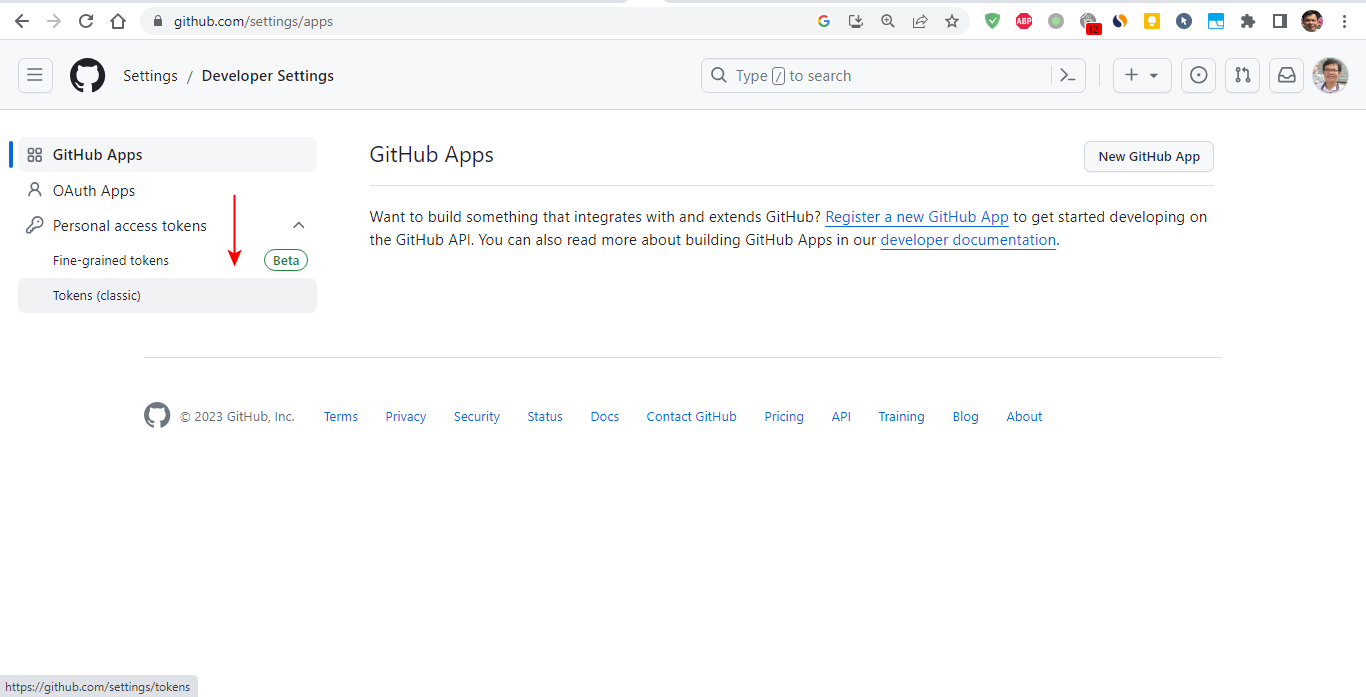 github.com/settings/apps
ABP
12
Settings / Developer Settings
Type / to search
GitHub Apps
OAuth Apps
Personal access tokens
Fine-grained tokens Beta
Tokens (classic)
GitHub Apps
New GitHub App
Want to build something that integrates with and extends GitHub? Register a new GitHub App to get started developing on
the GitHub API. You can also read more about building GitHub Apps in our developer documentation.
© 2023 GitHub, Inc. Terms Privacy Security Status Docs Contact GitHub Pricing API Training Blog About
https://github.com/settings/tokens